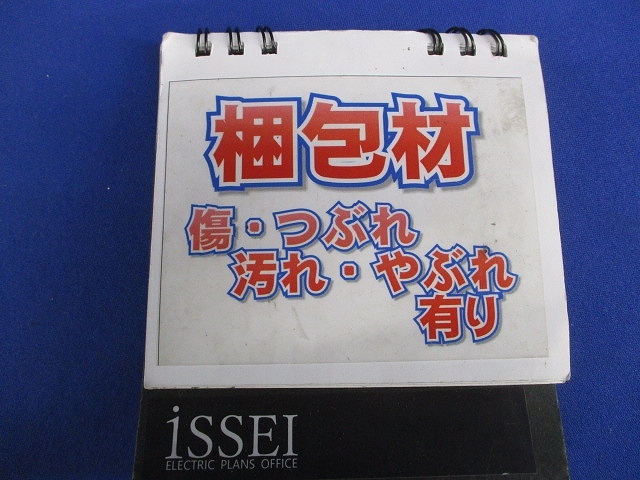 梱包材
傷・つぶれ
汚れ・やぶれ
有り
iSSEI
ELECTRIC PLANS OFFICE